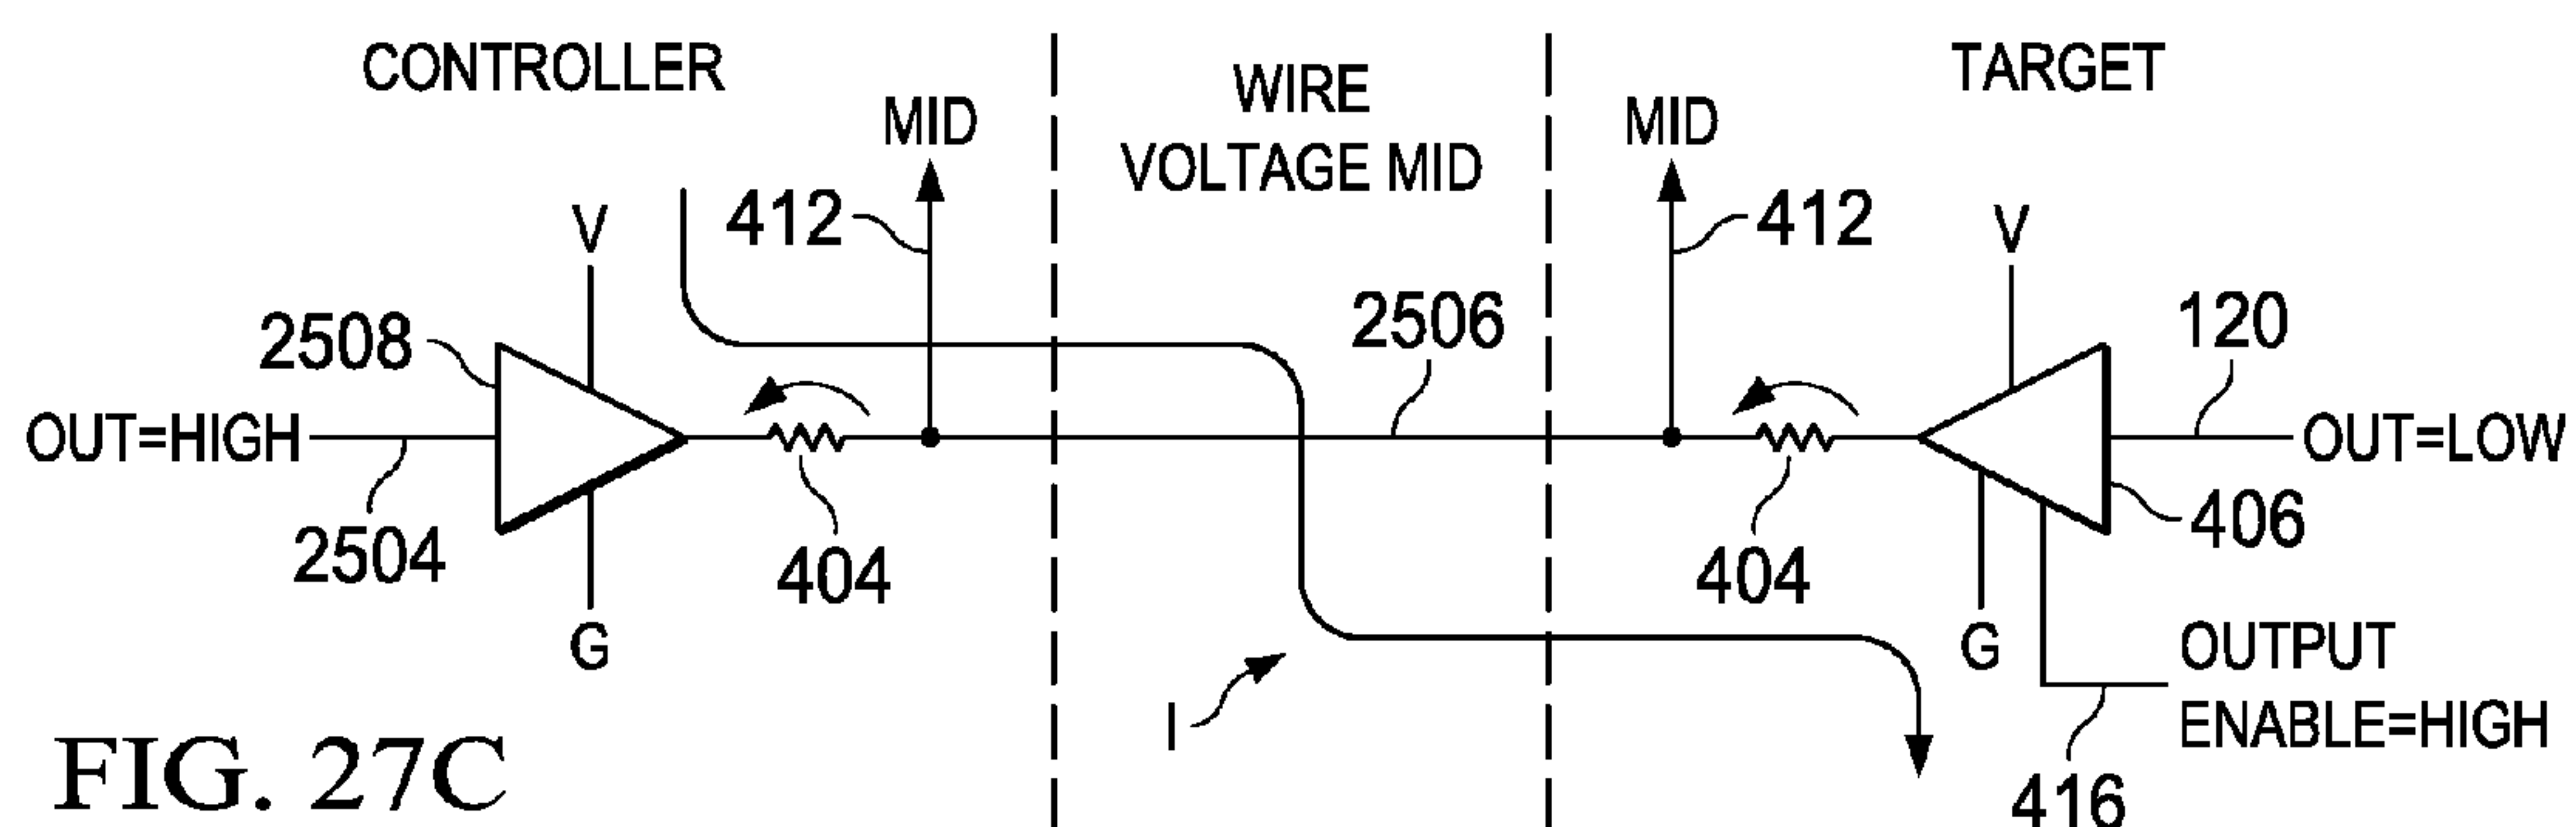 CONTROLLER
WIRE
VOLTAGE MID
TARGET
MID
MID
412
412
V
V
2508
2506
120
OUT=HIGH
OUT=LOW
2504
404
404
406
G
G
OUTPUT
ENABLE=HIGH
I
416
FIG. 27C